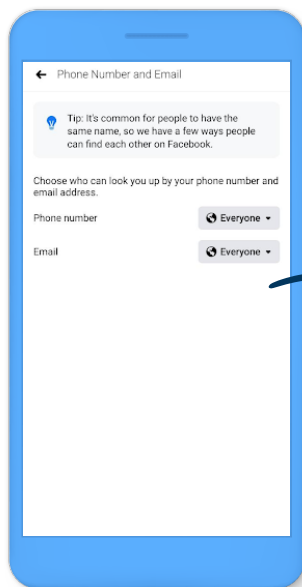 Phone Number and Email
Tip: It's common for people to have the
same name, so we have a few ways people
can find each other on Facebook.
Choose who can look you up by your phone number and
email address.
Phone number
Everyone
Email
Everyone